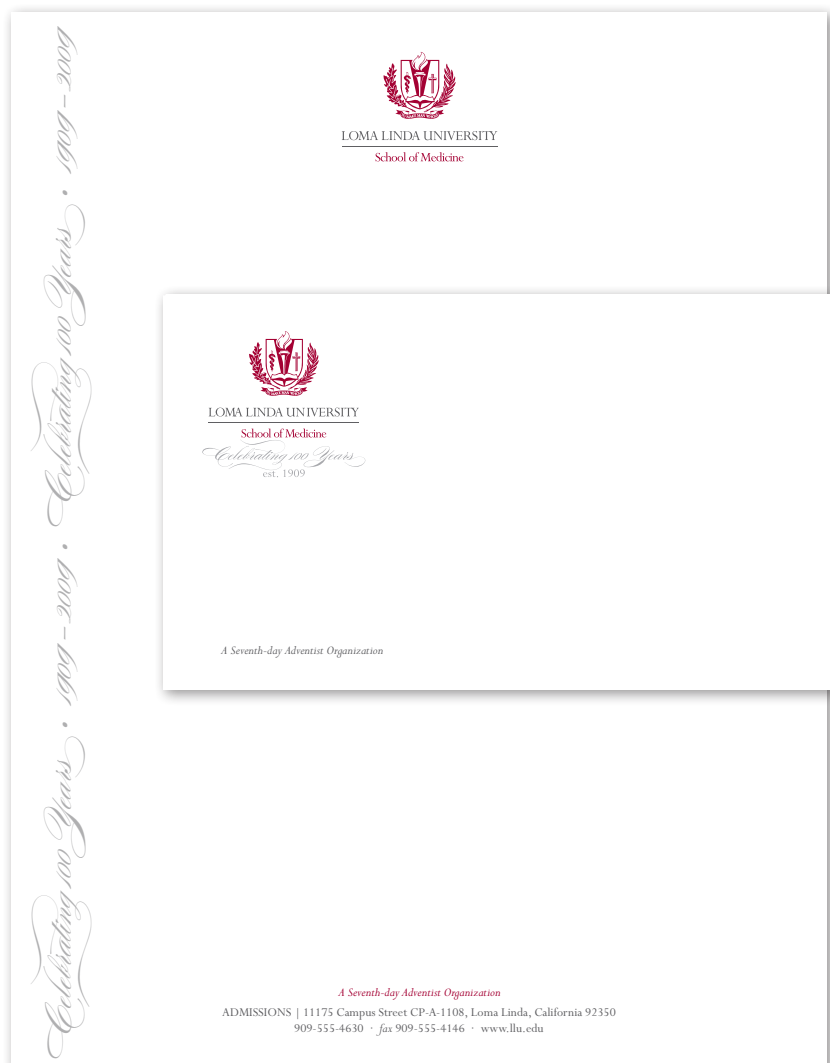 LOMA LINDA UNIVERSITY
School of Medicine
Celebrating 100 Years • 1909 – 2009 • Celebrating 100 Years • 1909 – 2009
LOMA LINDA UNIVERSITY
School of Medicine
Celebrating 100 Years
est. 1909
A Seventh-day Adventist Organization
A Seventh-day Adventist Organization
ADMISSIONS | 11175 Campus Street CP-A-1108, Loma Linda, California 92350
909-555-4630 · fax 909-555-4146 · www.llu.edu